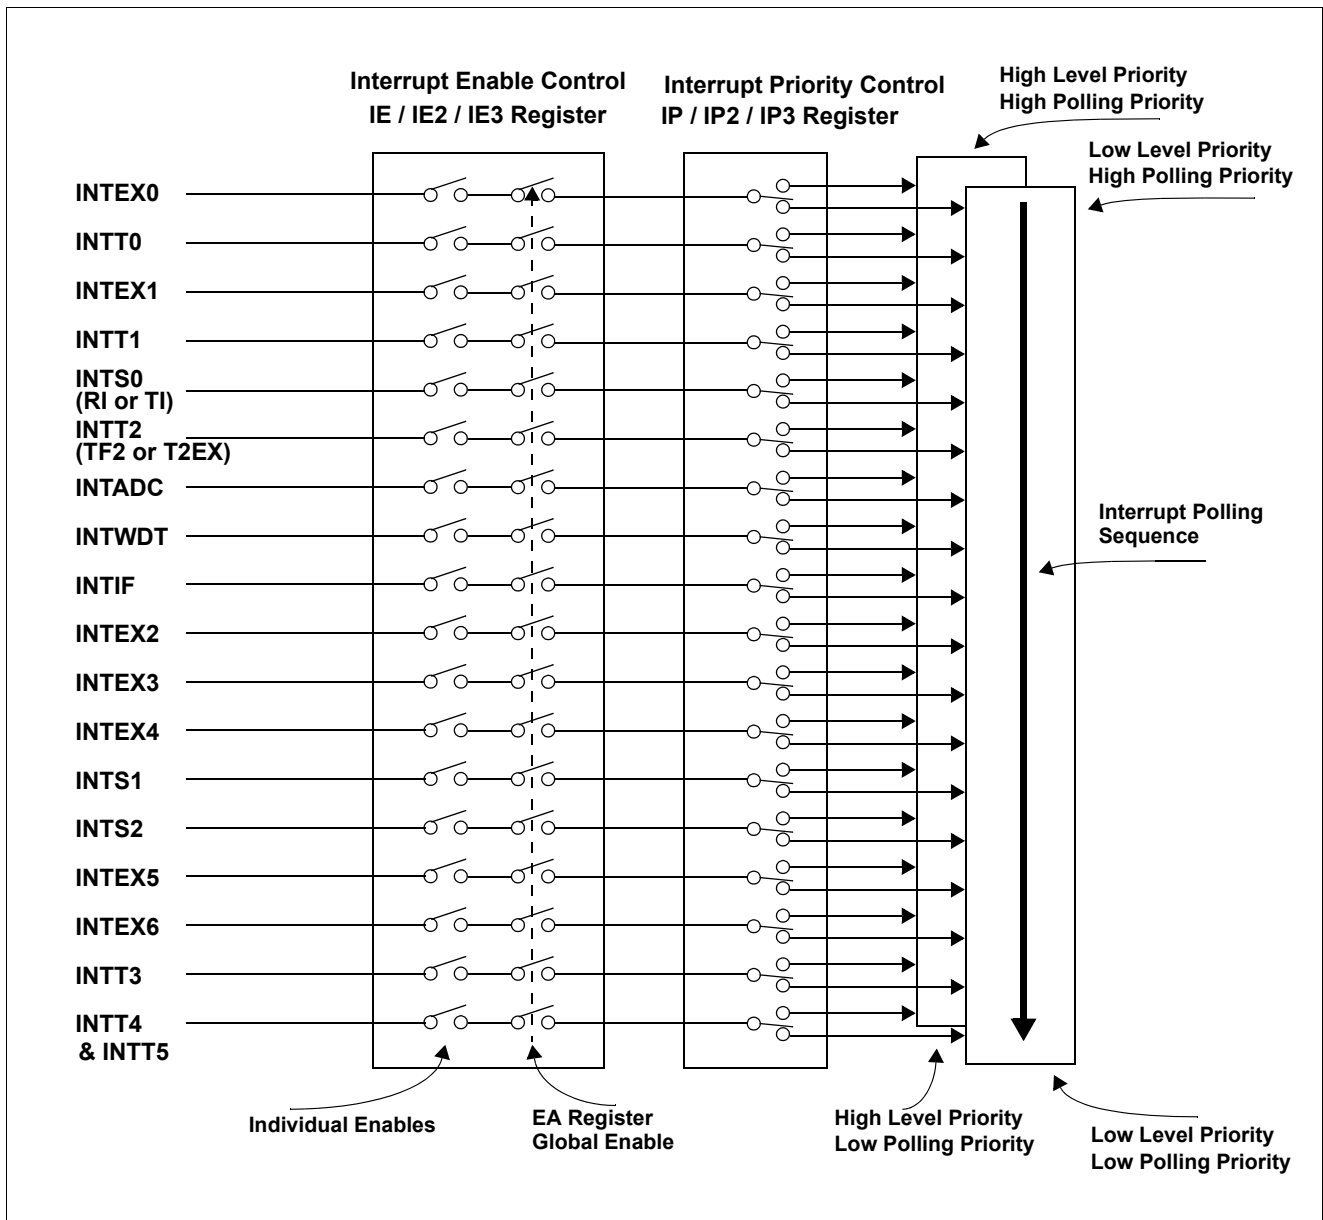 Interrupt Enable Control
IE / IE2 / IE3 Register
Interrupt Priority Control
IP / IP2 / IP3 Register
High Level Priority
High Polling Priority
Low Level Priority
High Polling Priority
INTEX0
INTT0
INTEX1
INTT1
INTS0
(RI or TI)
INTT2
(TF2 or T2EX)
INTADC
INTWDT
INTIF
INTEX2
INTEX3
INTEX4
INTS1
INTS2
INTEX5
INTEX6
INTT3
INTT4
& INTT5
Interrupt Polling
Sequence
Individual Enables
EA Register
Global Enable
High Level Priority
Low Polling Priority
Low Level Priority
Low Polling Priority